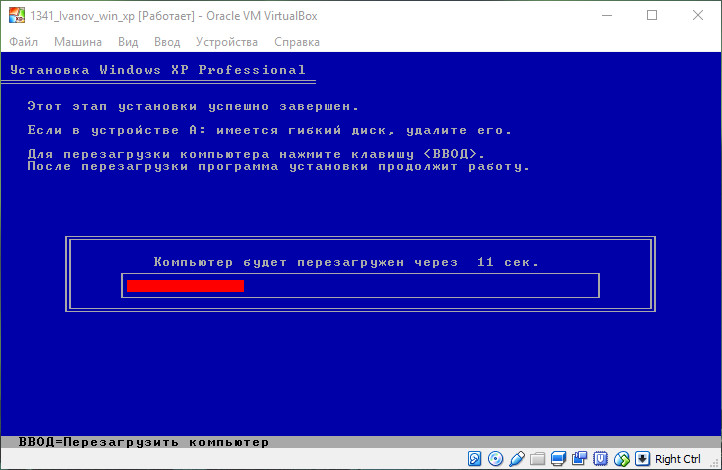 1341_Ivanov_win_xp [Работает] - Oracle VM VirtualBox
Файл Машина Вид Ввод Устройства Справка
Установка Windows XP Professional
Этот этап установки успешно завершен.
Если в устройстве A: имеется гибкий диск, удалите его.
Для перезагрузки компьютера нажмите клавишу <ВВОД>.
После перезагрузки программа установки продолжит работу.
Компьютер будет перезагружен через 11 сек.
ВВОД=Перезагрузить компьютер
Right Ctrl